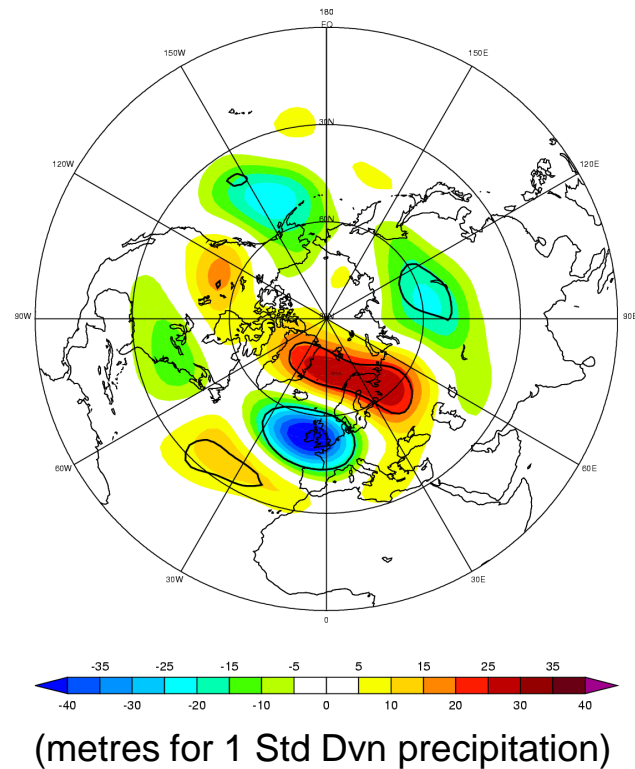 180
EQ
150W
150E
30N
120W
120E
60N
90W
90N
90E
60W
60E
30W
30E
0
-35 -25 -15 -5 5 15 25 35
-40 -30 -20 -10 0 10 20 30 40
(metres for 1 Std Dvn precipitation)